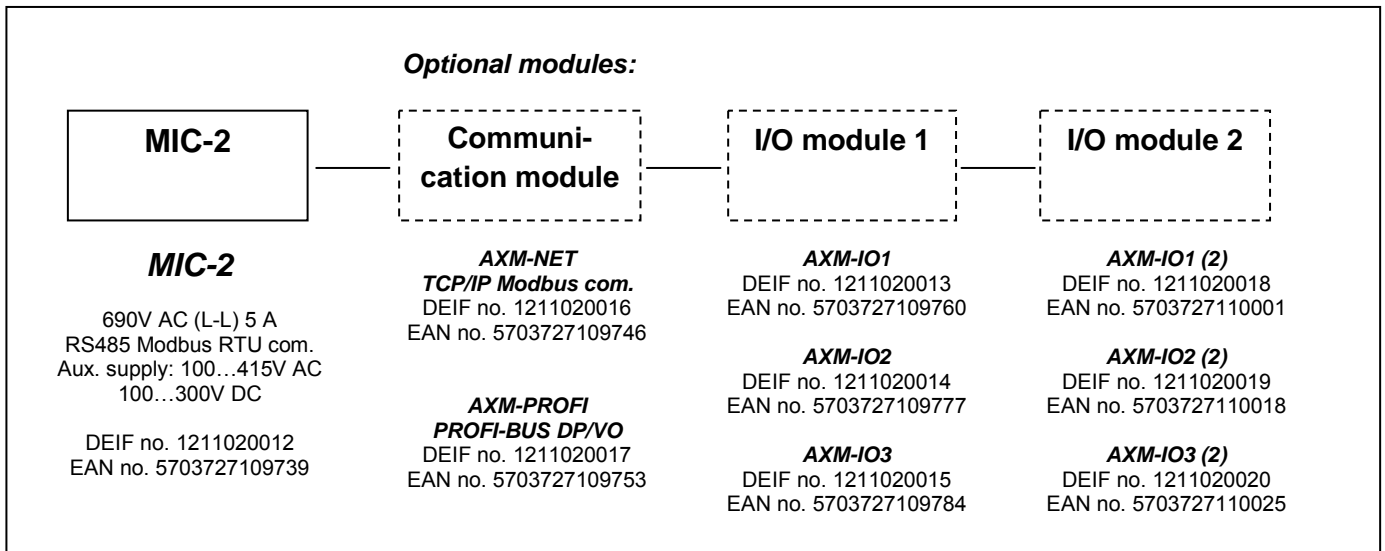 Optional modules:
MIC-2
MIC-2
690V AC (L-L) 5 A
RS485 Modbus RTU com.
Aux. supply: 100…415V AC
100…300V DC
DEIF no. 1211020012
EAN no. 5703727109739
Communi-
cation module
AXM-NET
TCP/IP Modbus com.
DEIF no. 1211020016
EAN no. 5703727109746
AXM-PROFI
PROFI-BUS DP/VO
DEIF no. 1211020017
EAN no. 5703727109753
I/O module 1
AXM-IO1
DEIF no. 1211020013
EAN no. 5703727109760
AXM-IO2
DEIF no. 1211020014
EAN no. 5703727109777
AXM-IO3
DEIF no. 1211020015
EAN no. 5703727109784
I/O module 2
AXM-IO1 (2)
DEIF no. 1211020018
EAN no. 5703727110001
AXM-IO2 (2)
DEIF no. 1211020019
EAN no. 5703727110018
AXM-IO3 (2)
DEIF no. 1211020020
EAN no. 5703727110025